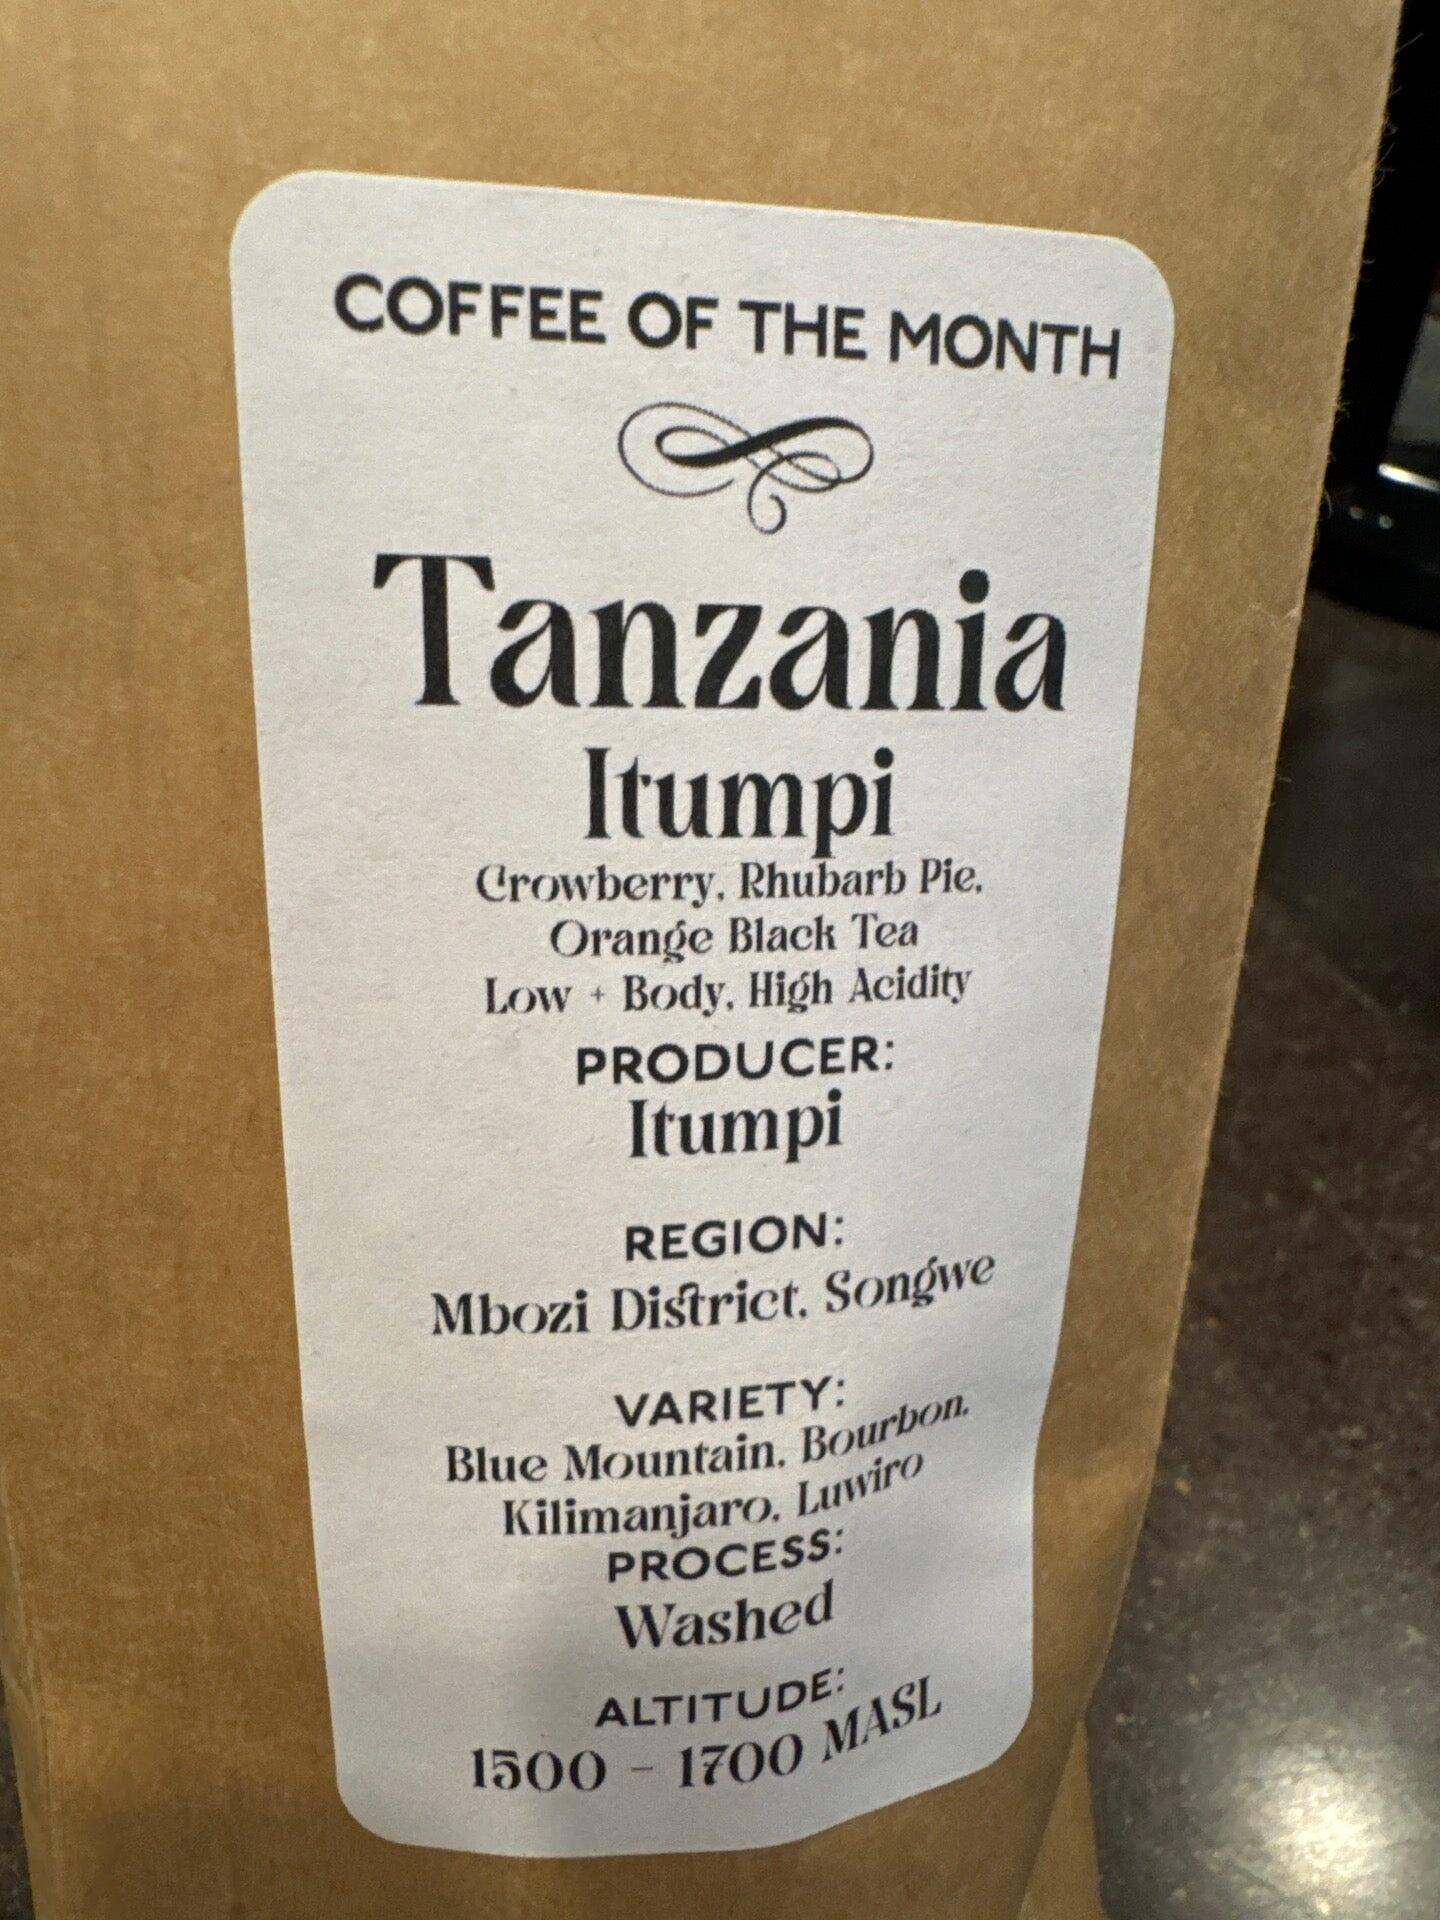 COFFEE OF THE MONTH
Tanzania
Itumpi
Crowberry, Rhubarb Pie,
Orange Black Tea
Low + Body, High Acidity
PRODUCER:
Itumpi
REGION:
Mbozi District, Songwe
VARIETY:
Blue Mountain, Bourbon,
Kilimanjaro, Luwiro
PROCESS:
Washed
ALTITUDE:
1500 - 1700 MASL